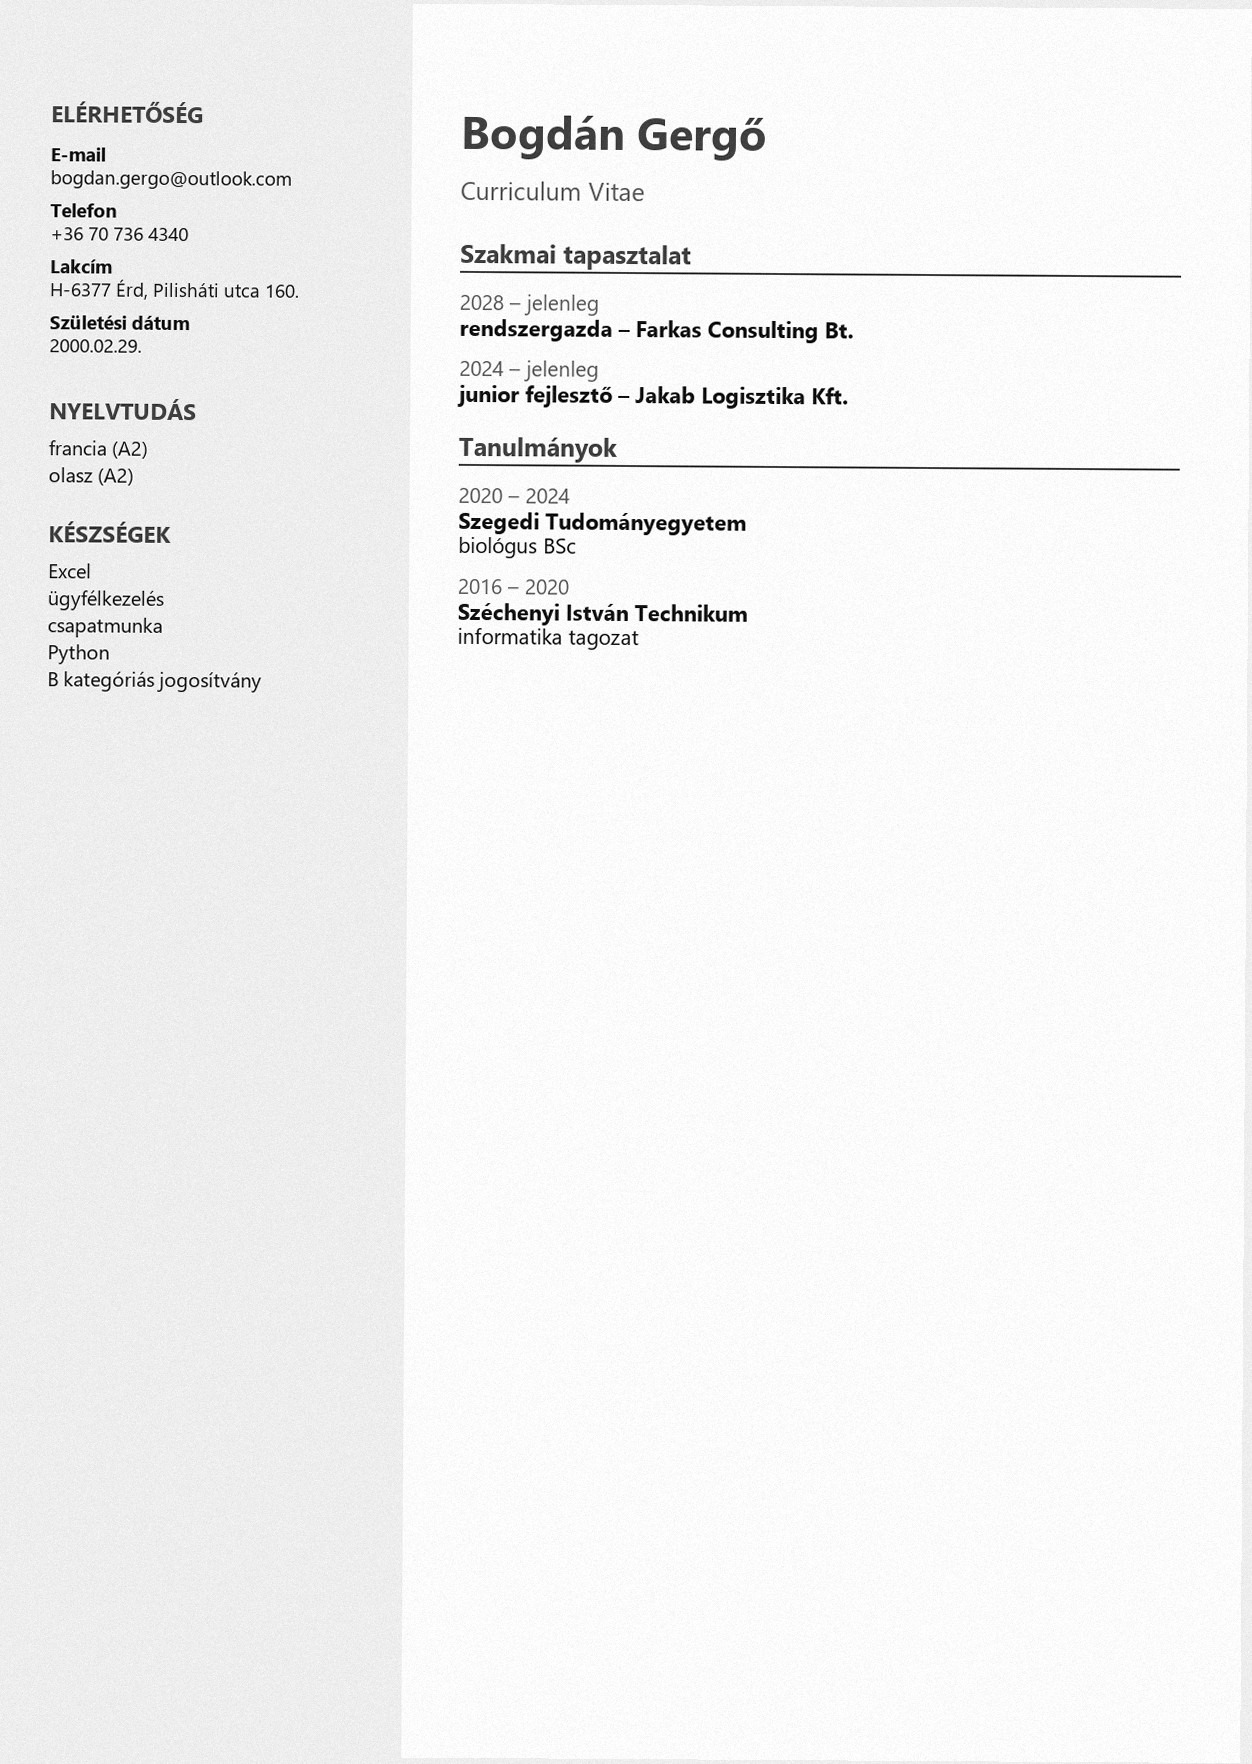 ELÉRHETŐSÉG
E-mail
bogdan.gergo@outlook.com
Telefon
+36 70 736 4340
Lakcím
H-6377 Érd, Pilisháti utca 160.
Születési dátum
2000.02.29.
NYELVTUDÁS
francia (A2)
olasz (A2)
KÉSZSÉGEK
Excel
ügyfélkezelés
csapatmunka
Python
B kategóriás jogosítvány
Bogdán Gergő
Curriculum Vitae
Szakmai tapasztalat
2028 – jelenleg
rendszergazda – Farkas Consulting Bt.
2024 – jelenleg
junior fejlesztő – Jakab Logisztika Kft.
Tanulmányok
2020 – 2024
Szegedi Tudományegyetem
biológus BSc
2016 – 2020
Széchenyi István Technikum
informatika tagozat